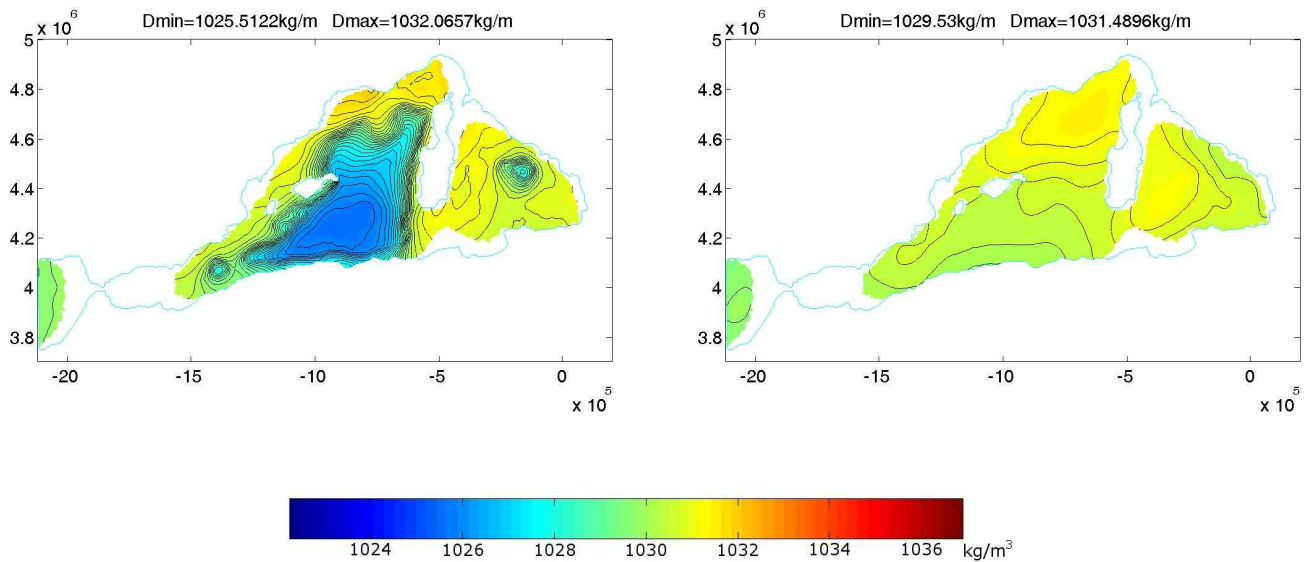 Dmin=1025.5122kg/m Dmax=1032.0657kg/m
x 10^6
5
4.8
4.6
4.4
4.2
4
3.8
-20 -15 -10 -5 0
x 10^5
Dmin=1029.53kg/m Dmax=1031.4896kg/m
x 10^6
5
4.8
4.6
4.4
4.2
4
3.8
-20 -15 -10 -5 0
x 10^5
1024 1026 1028 1030 1032 1034 1036 kg/m³